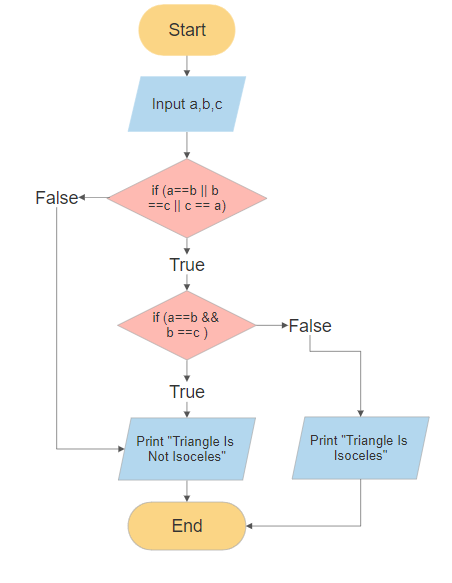 Start
Input a,b,c
if (a==b || b
==c || c == a)
False
True
if (a==b &&
b ==c )
False
True
Print "Triangle Is
Not Isoceles"
Print "Triangle Is
Isoceles"
End